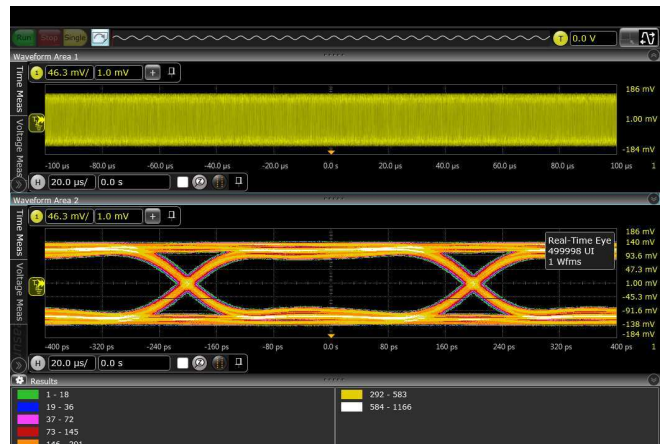 Run Stop Single T 0.0 V
Waveform Area 1
Time Meas
Voltage Meas
1 46.3 mV/ 1.0 mV +
186 mV
1.00 mV
-184 mV
-100 µs -80.0 µs -60.0 µs -40.0 µs -20.0 µs 0.0 s 20.0 µs 40.0 µs 60.0 µs 80.0 µs 100 µs 1
H 20.0 µs/ 0.0 s
Waveform Area 2
Time Meas
Voltage Meas
1 46.3 mV/ 1.0 mV +
Real-Time Eye
499998 UI
1 Wfms
186 mV
140 mV
93.6 mV
47.3 mV
1.00 mV
-45.3 mV
-91.6 mV
-138 mV
-184 mV
-400 ps -320 ps -240 ps -160 ps -80 ps 0.0 s 80 ps 160 ps 240 ps 320 ps 400 ps 1
H 20.0 µs/ 0.0 s
Results
1 - 18
19 - 36
37 - 72
73 - 145
146 - 291
292 - 583
584 - 1166